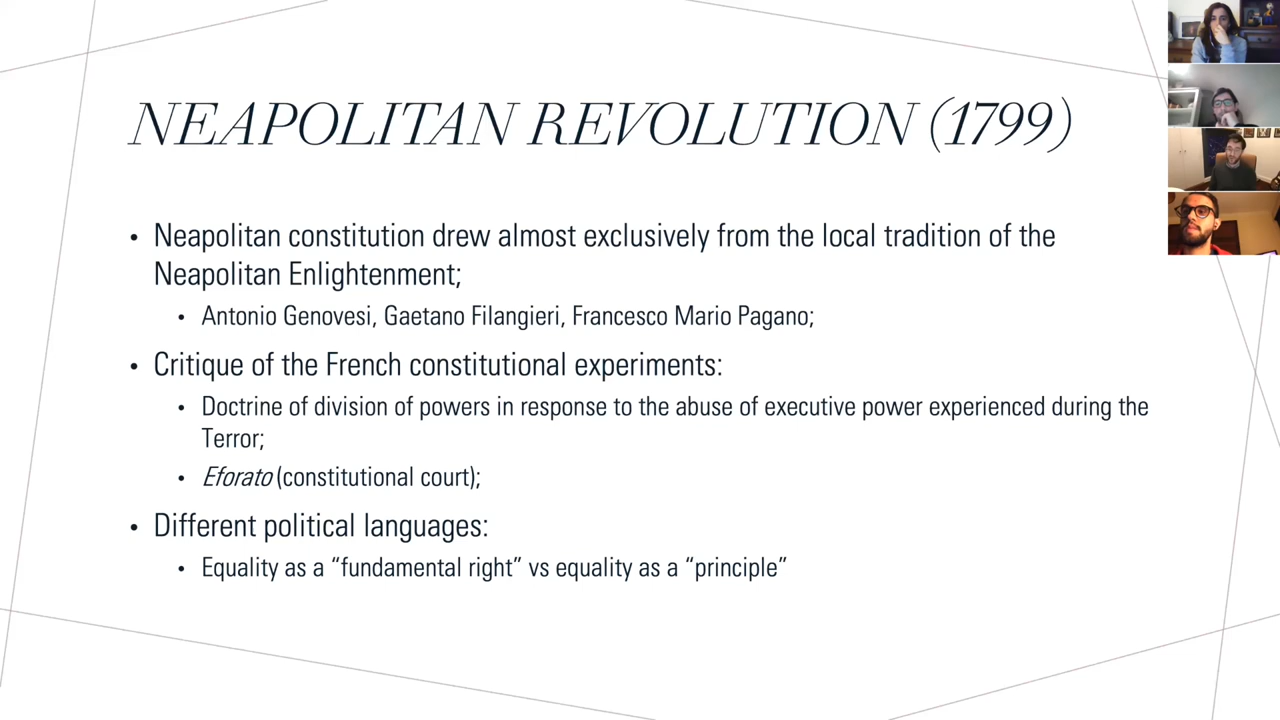 NEAPOLITAN REVOLUTION (1799)
• Neapolitan constitution drew almost exclusively from the local tradition of the
Neapolitan Enlightenment;
• Antonio Genovesi, Gaetano Filangieri, Francesco Mario Pagano;
• Critique of the French constitutional experiments:
• Doctrine of division of powers in response to the abuse of executive power experienced during the
Terror;
• Eforato (constitutional court);
• Different political languages:
• Equality as a “fundamental right” vs equality as a “principle”